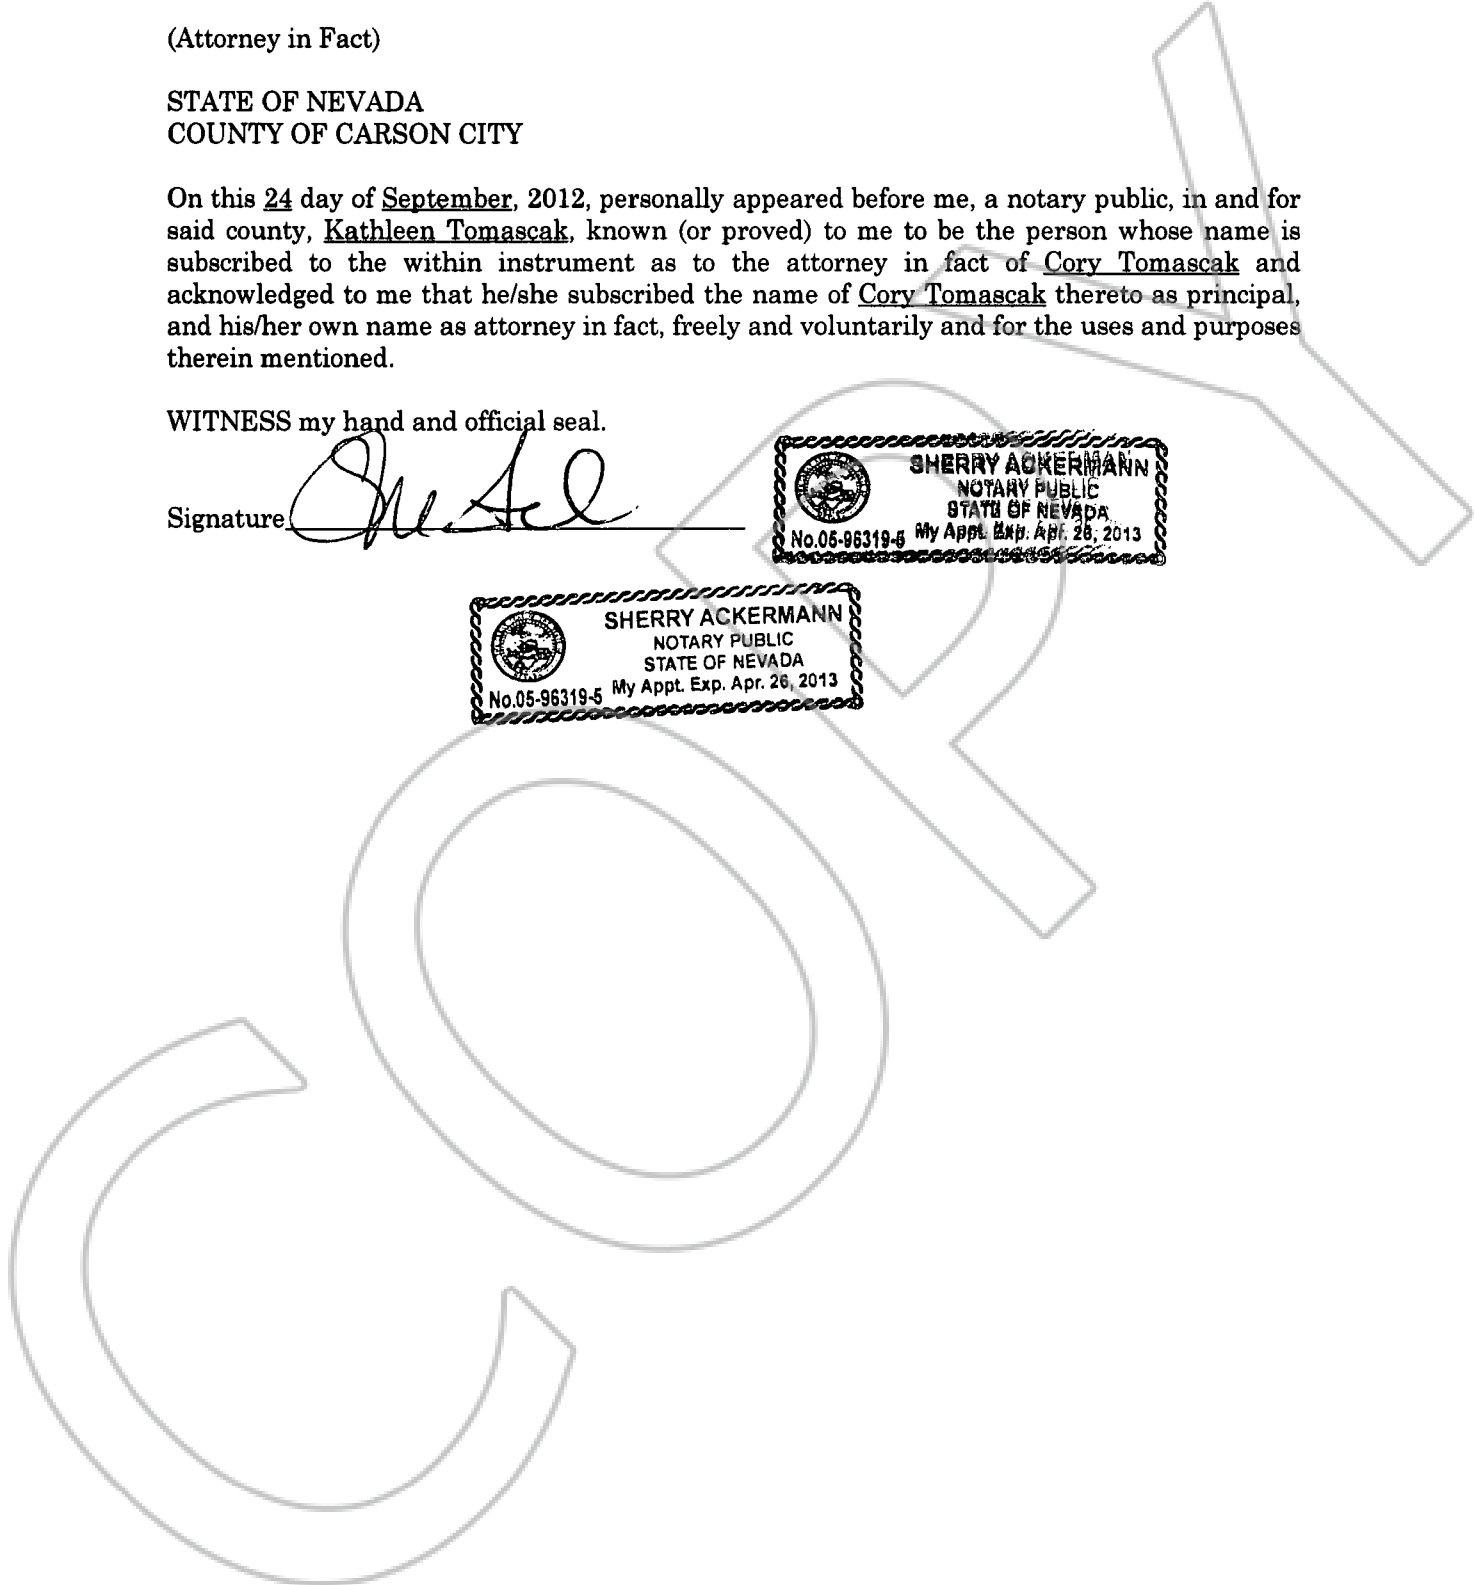 (Attorney in Fact)
STATE OF NEVADA
COUNTY OF CARSON CITY
On this 24 day of September, 2012, personally appeared before me, a notary public, in and for
said county, Kathleen Tomascak, known (or proved) to me to be the person whose name is
subscribed to the within instrument as to the attorney in fact of Cory Tomascak and
acknowledged to me that he/she subscribed the name of Cory Tomascak thereto as principal,
and his/her own name as attorney in fact, freely and voluntarily and for the uses and purposes
therein mentioned.
WITNESS my hand and official seal.
Signature
SHERRY ACKERMANN
NOTARY PUBLIC
STATE OF NEVADA
No.05-96319-5 My Appt. Exp. Apr. 26, 2013
SHERRY ACKERMANN
NOTARY PUBLIC
STATE OF NEVADA
No.05-96319-5 My Appt. Exp. Apr. 26, 2013
COPY